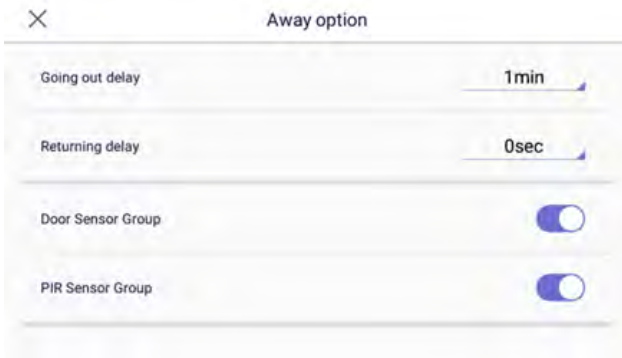 Away option
Going out delay 1min
Returning delay 0sec
Door Sensor Group
PIR Sensor Group